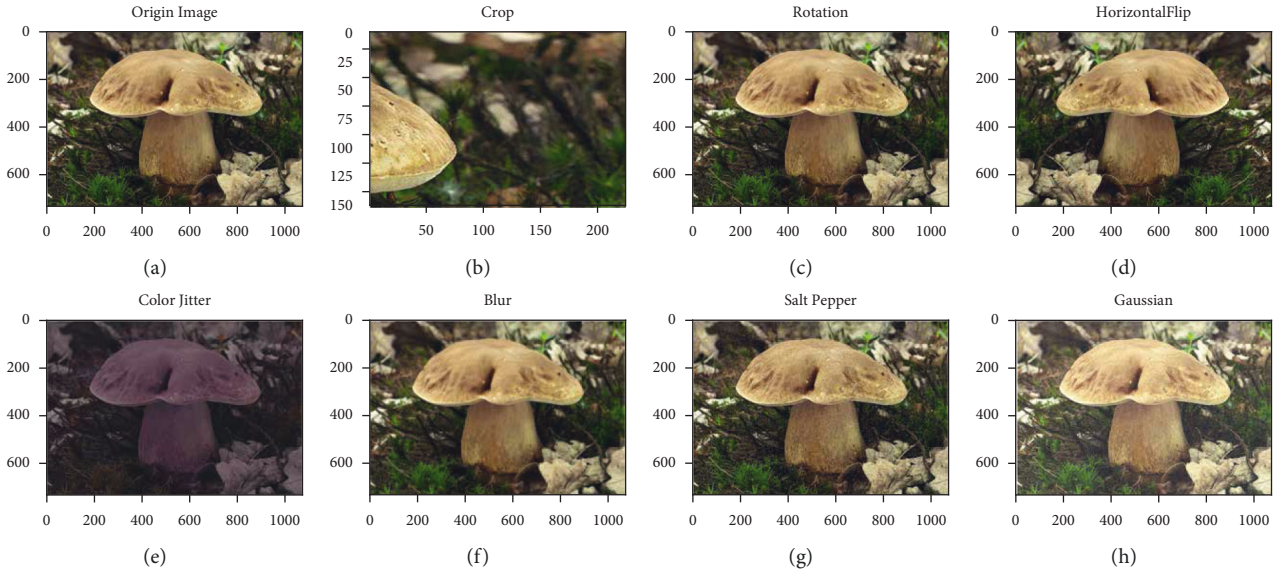 Origin Image
0
200
400
600
0 200 400 600 800 1000
(a)
Crop
0
25
50
75
100
125
150
50 100 150 200
(b)
Rotation
0
200
400
600
0 200 400 600 800 1000
(c)
HorizontalFlip
0
200
400
600
0 200 400 600 800 1000
(d)
Color Jitter
0
200
400
600
0 200 400 600 800 1000
(e)
Blur
0
200
400
600
0 200 400 600 800 1000
(f)
Salt Pepper
0
200
400
600
0 200 400 600 800 1000
(g)
Gaussian
0
200
400
600
0 200 400 600 800 1000
(h)